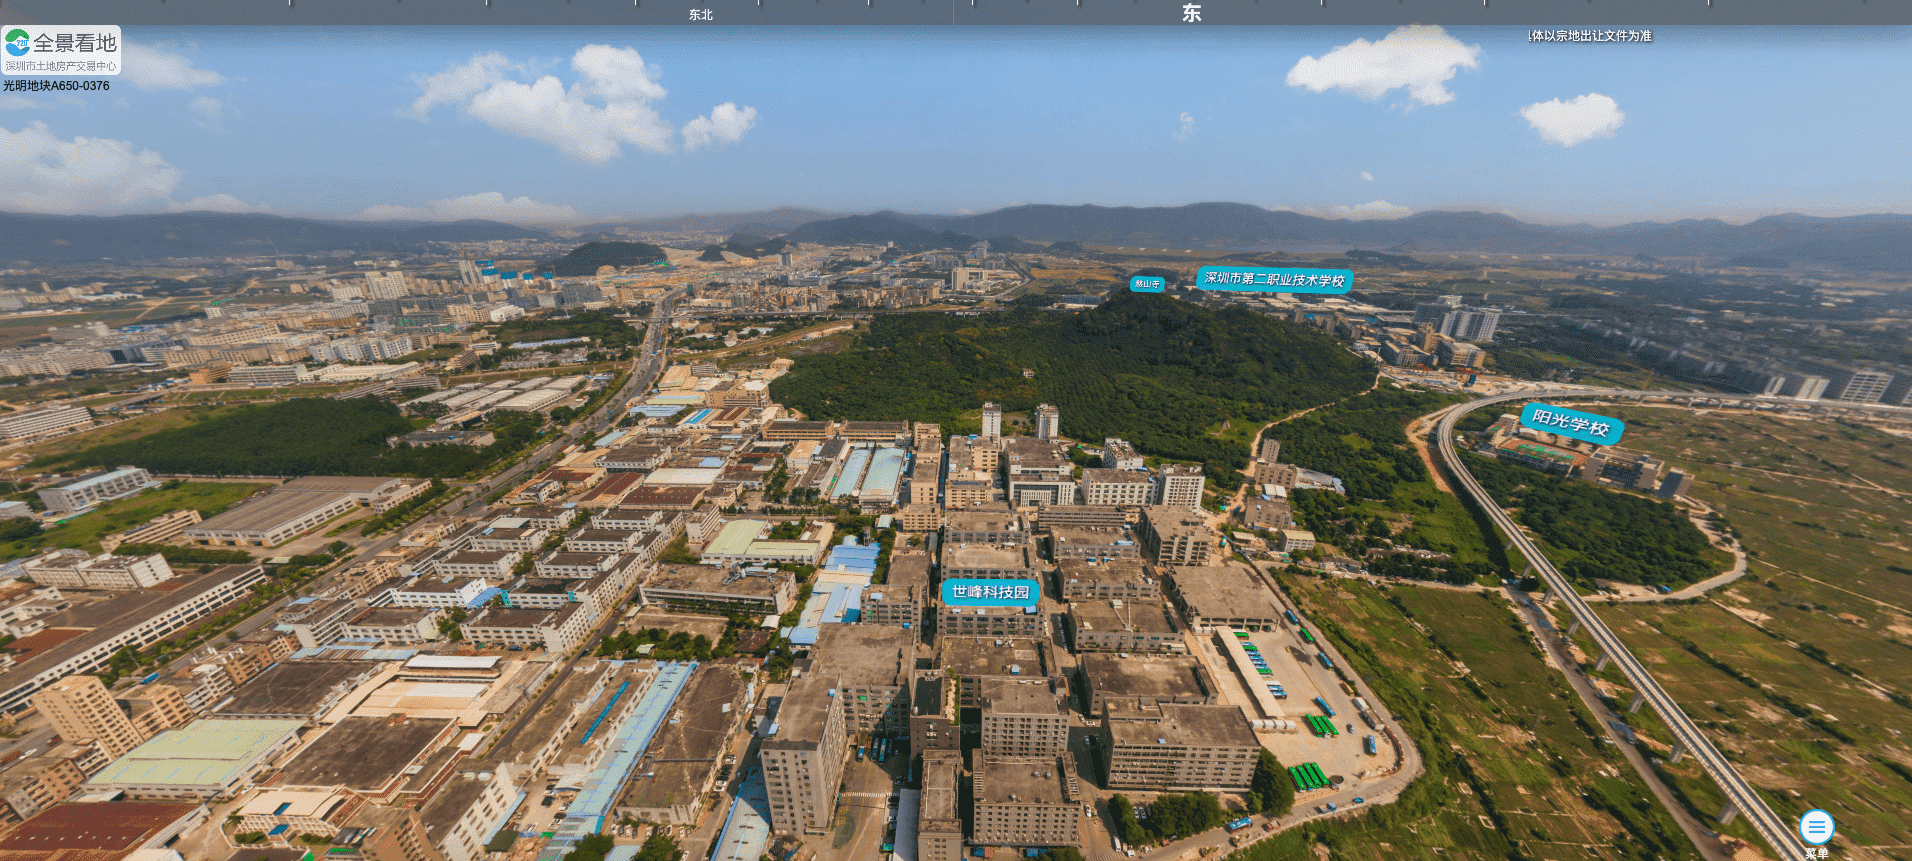 东北
东
全景看地
深圳市土地房产交易中心
光明地块A650-0376
体以宗地出让文件为准
慈山寺
深圳市第二职业技术学校
阳光学校
世峰科技园
菜单